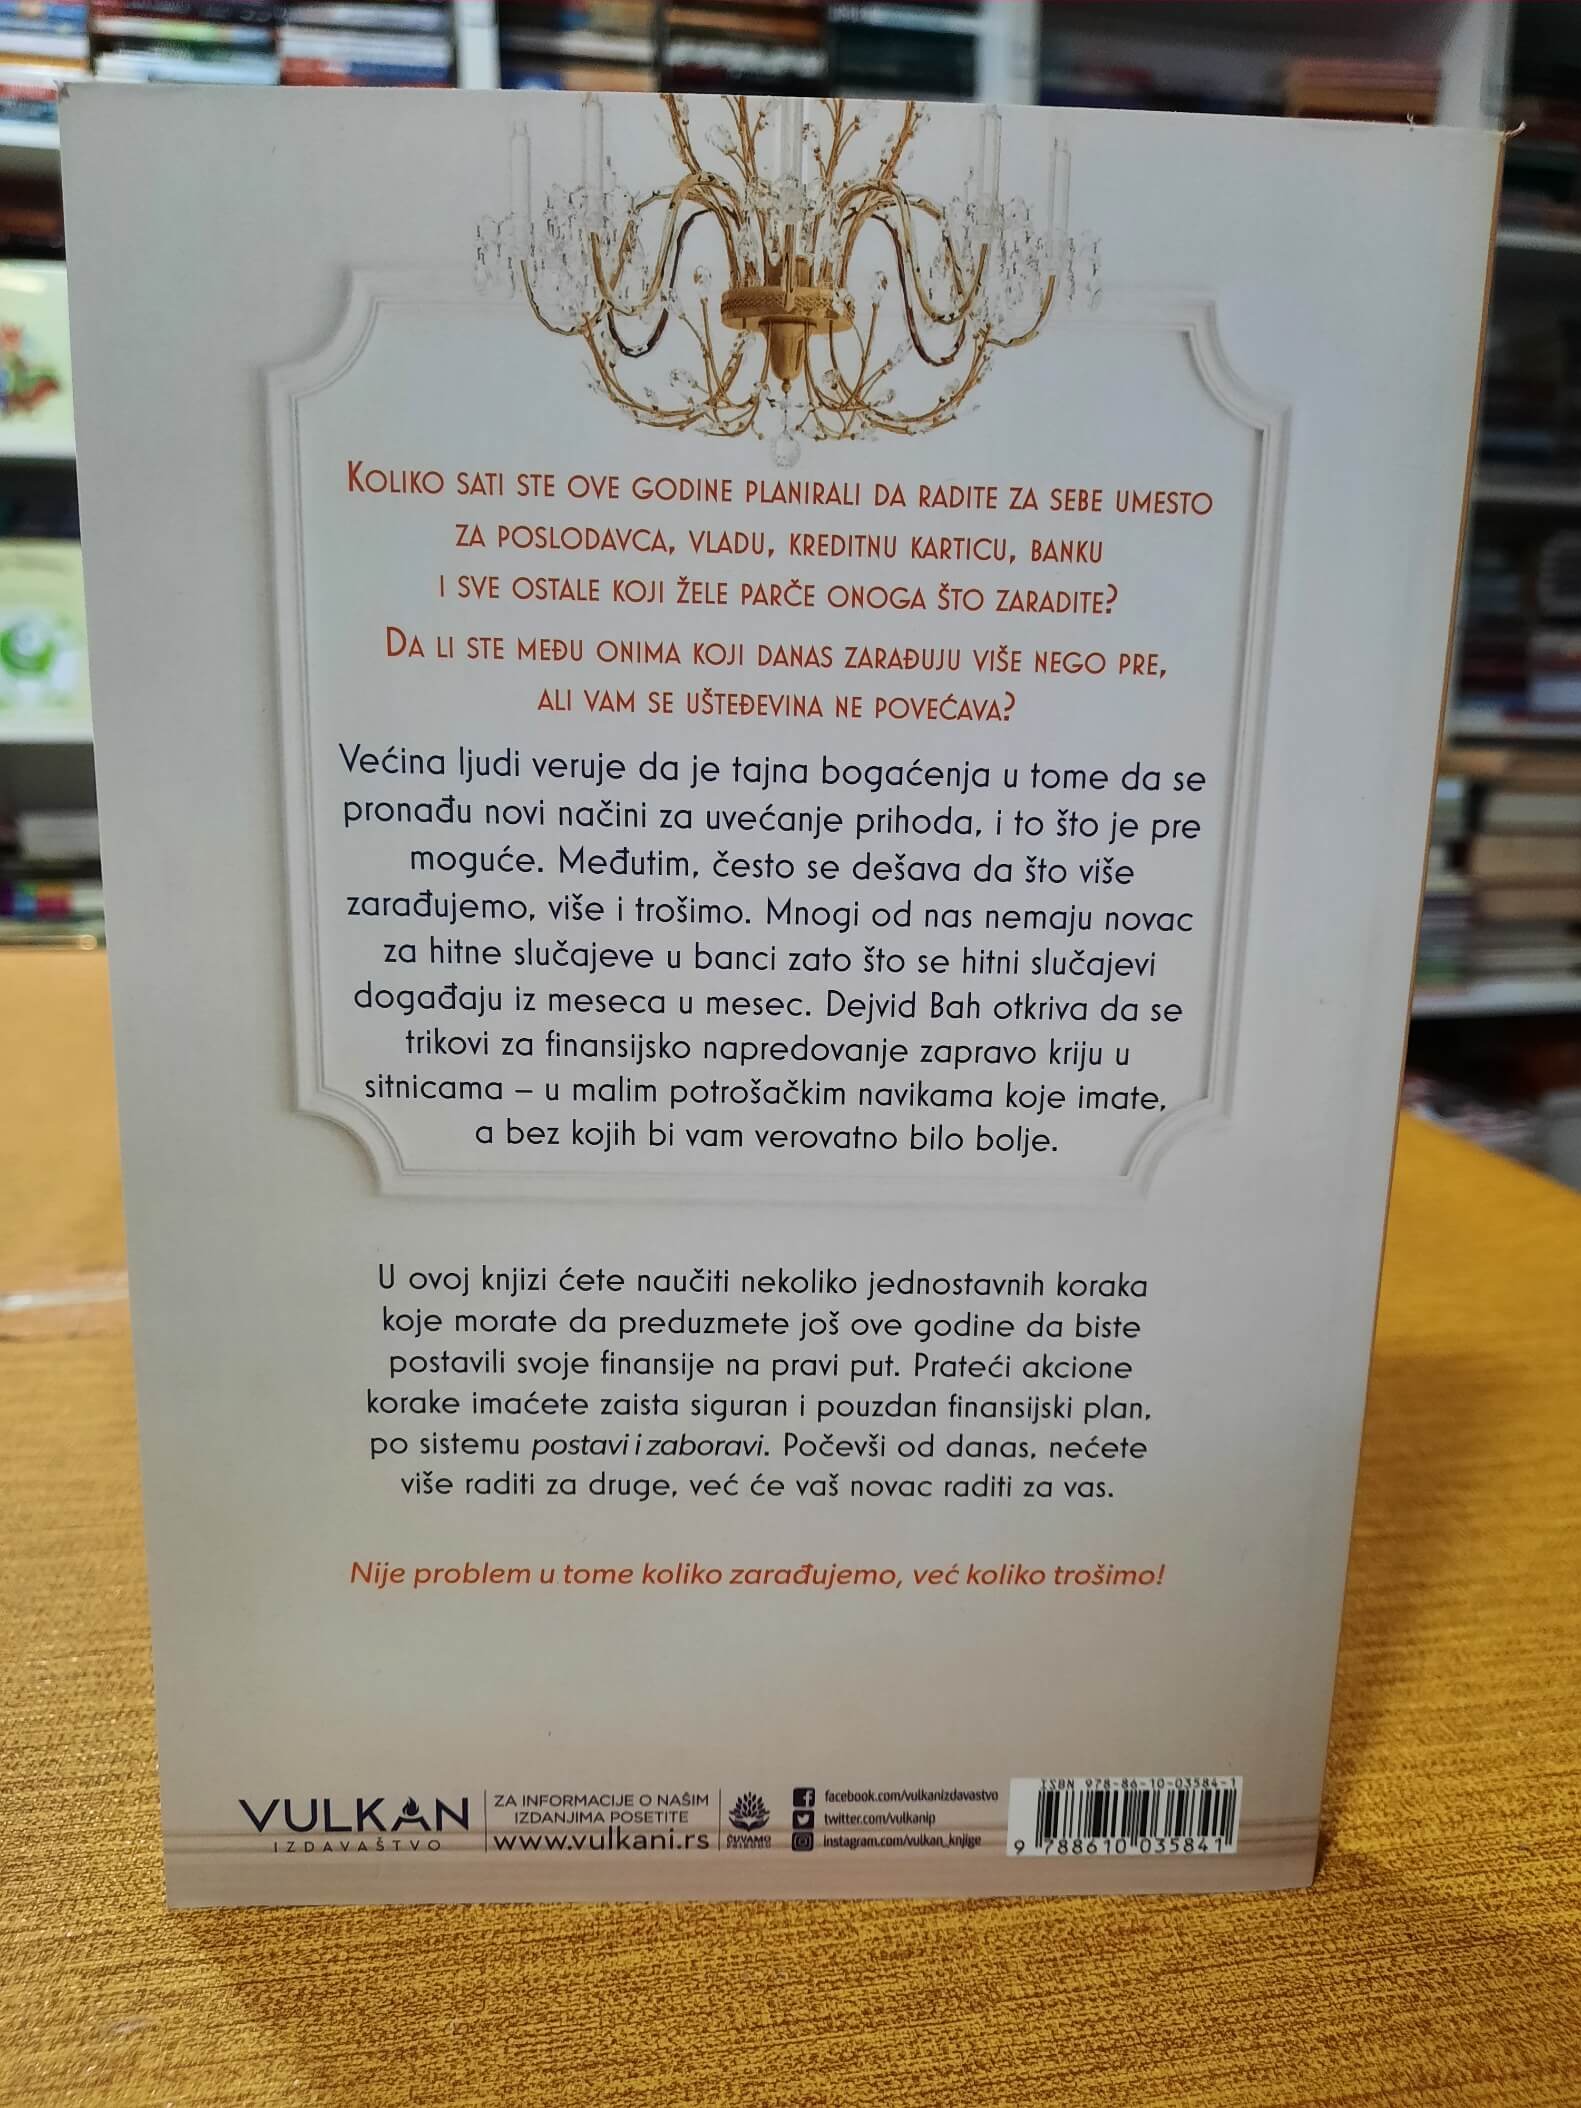 Koliko sati ste ove godine planirali da radite za sebe umesto
za poslodavca, vladu, kreditnu karticu, banku
i sve ostale koji žele parče onoga što zaradite?
Da li ste među onima koji danas zarađuju više nego pre,
ali vam se ušteđevina ne povećava?
Većina ljudi veruje da je tajna bogaćenja u tome da se
pronađu novi načini za uvećanje prihoda, i to što je pre
moguće. Međutim, često se dešava da što više
zarađujemo, više i trošimo. Mnogi od nas nemaju novac
za hitne slučajeve u banci zato što se hitni slučajevi
događaju iz meseca u mesec. Dejvid Bah otkriva da se
trikovi za finansijsko napredovanje zapravo kriju u
sitnicama – u malim potrošačkim navikama koje imate,
a bez kojih bi vam verovatno bilo bolje.
U ovoj knjizi ćete naučiti nekoliko jednostavnih koraka
koje morate da preduzmete još ove godine da biste
postavili svoje finansije na pravi put. Prateći akcione
korake imaćete zaista siguran i pouzdan finansijski plan,
po sistemu postavi i zaboravi. Počevši od danas, nećete
više raditi za druge, već će vaš novac raditi za vas.
Nije problem u tome koliko zarađujemo, već koliko trošimo!
VULKAN
IZDAVAŠTVO
ZA INFORMACIJE O NAŠIM
IZDANJIMA POSETITE
www.vulkani.rs
ČUVAMO
PRIRODU
facebook.com/vulkanizdavastvo
twitter.com/vulkanip
instagram.com/vulkan_knjige
ISBN 978-86-10-03584-1
9 788610 035841